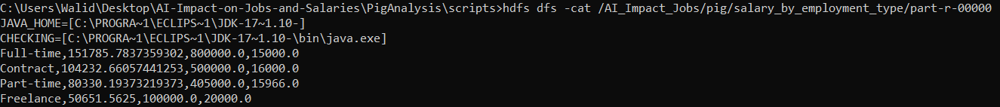 C:\Users\Walid\Desktop\AI-Impact-on-Jobs-and-Salaries\PigAnalysis\scripts>hdfs dfs -cat /AI_Impact_Jobs/pig/salary_by_employment_type/part-r-00000
JAVA_HOME=[C:\PROGRA~1\ECLIPS~1\JDK-17~1.10-]
CHECKING=[C:\PROGRA~1\ECLIPS~1\JDK-17~1.10-\bin\java.exe]
Full-time,151785.7837359302,800000.0,15000.0
Contract,104232.66057441253,500000.0,16000.0
Part-time,80330.19373219373,405000.0,15966.0
Freelance,50651.5625,100000.0,20000.0